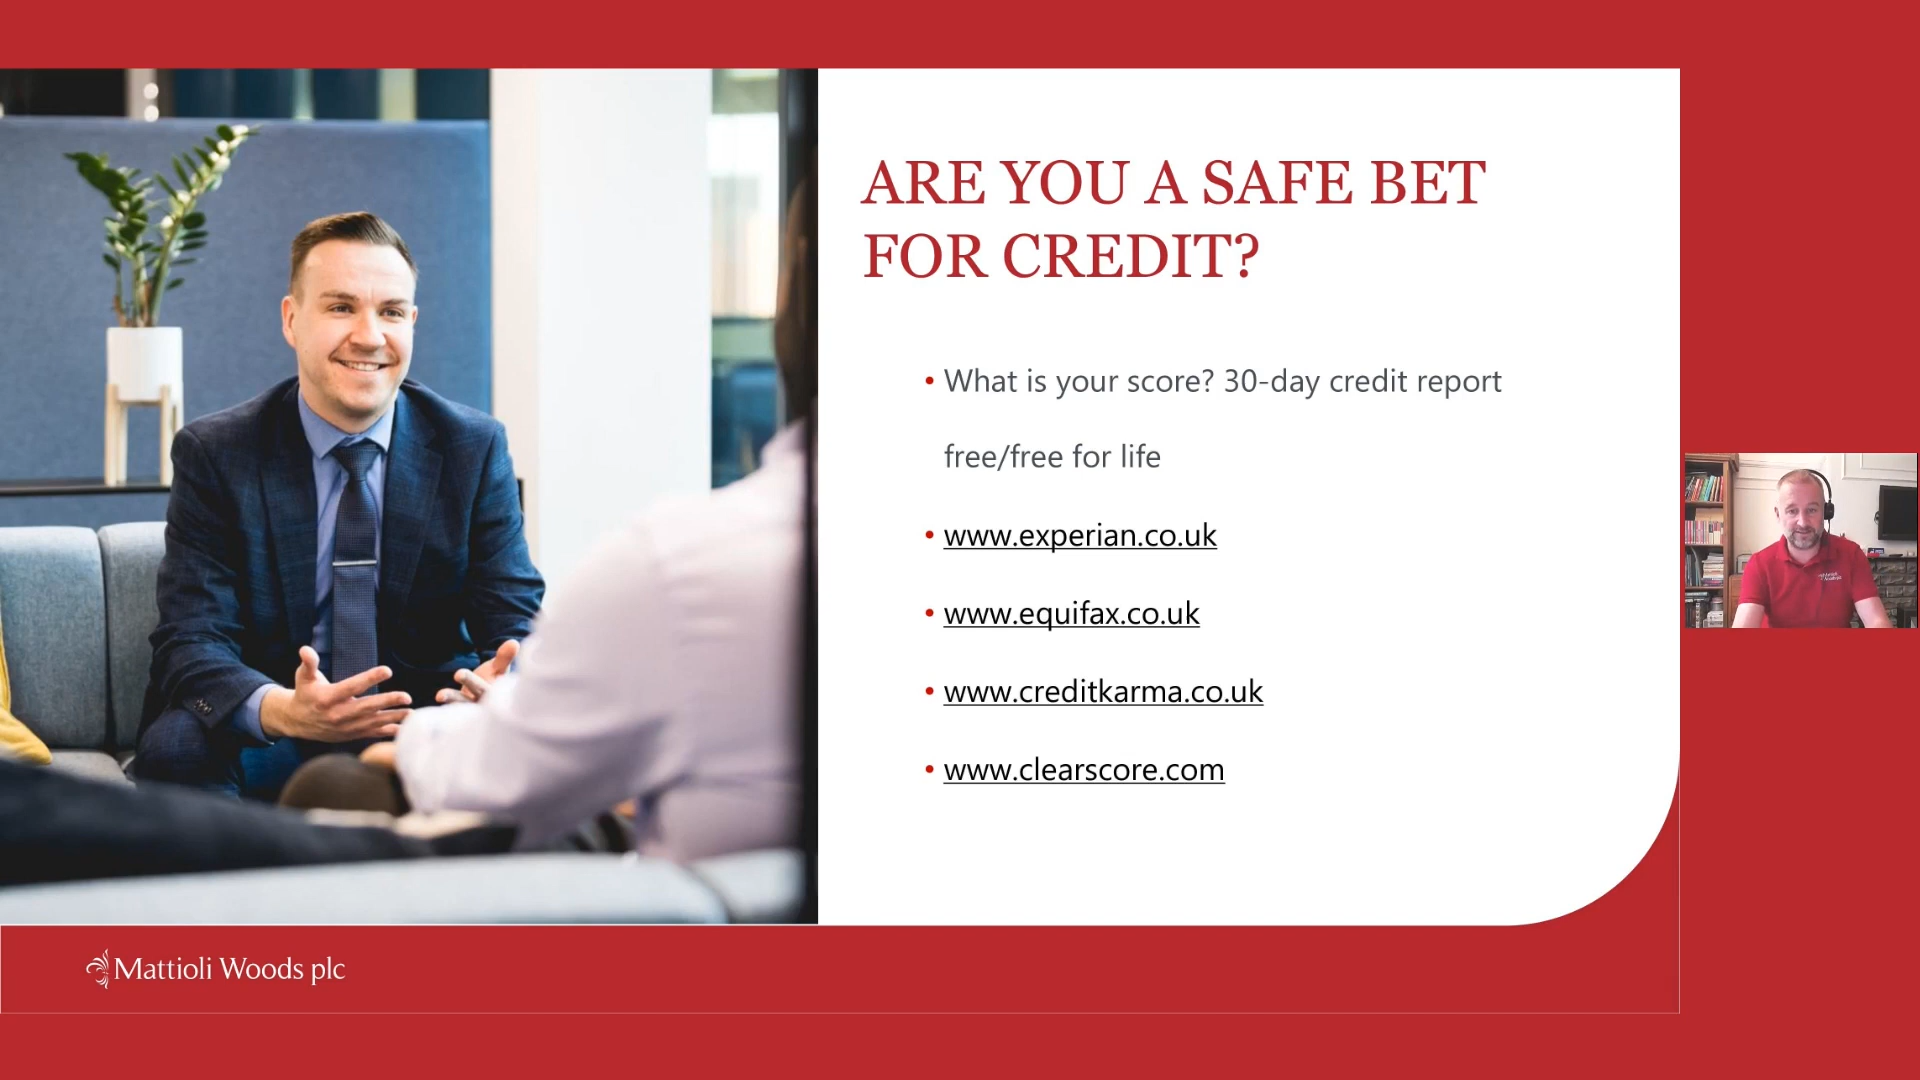 ARE YOU A SAFE BET
FOR CREDIT?
• What is your score? 30-day credit report
free/free for life
• www.experian.co.uk
• www.equifax.co.uk
• www.creditkarma.co.uk
• www.clearscore.com
Mattioli Woods plc